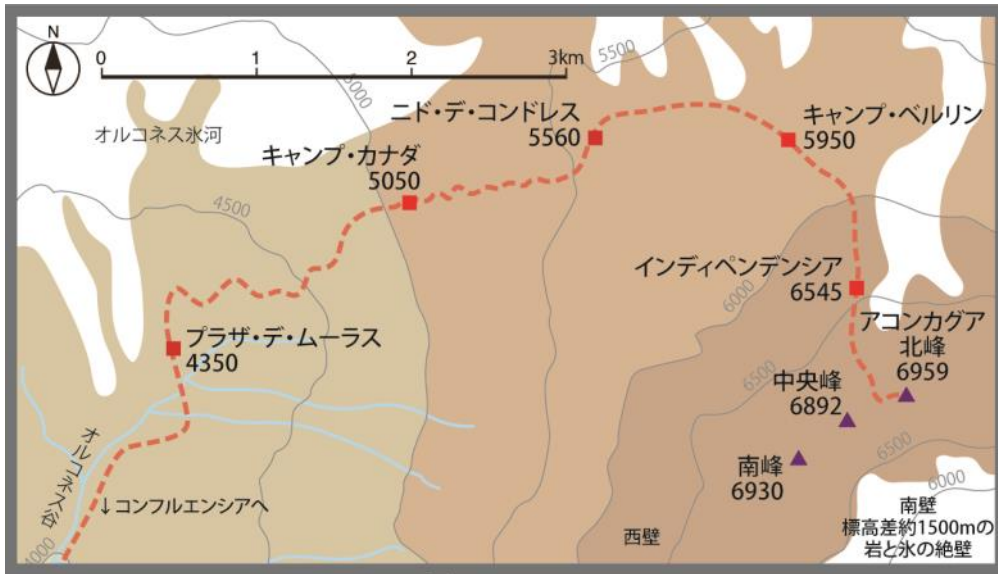 N
0 1 2 3km
5500
5000
オルコネス氷河
ニド・デ・コンドレス
5560
キャンプ・ベルリン
5950
キャンプ・カナダ
5050
4500
インディペンデンシア
6545
6000
アコンカグア
北峰
6959
プラザ・デ・ムーラス
4350
6500
中央峰
6892
6500
南峰
6930
6000
オルコネス谷
↓コンフルエンシアへ
西壁
南壁
標高差約1500mの
岩と氷の絶壁
4000